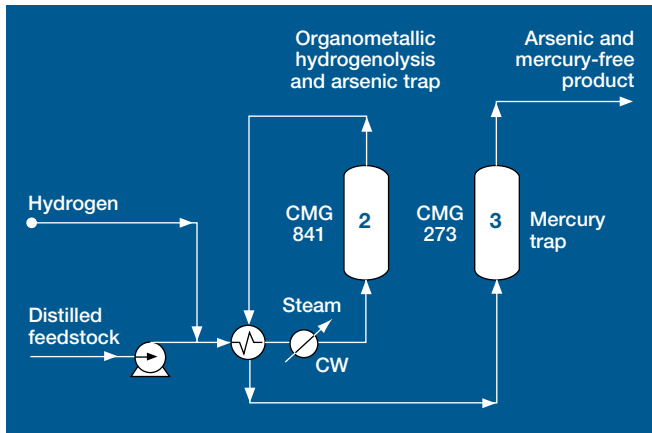 Organometallic
hydrogenolysis
and arsenic trap
Arsenic and
mercury-free
product
Hydrogen
CMG
841
2
CMG
273
3
Mercury
trap
Distilled
feedstock
Steam
CW